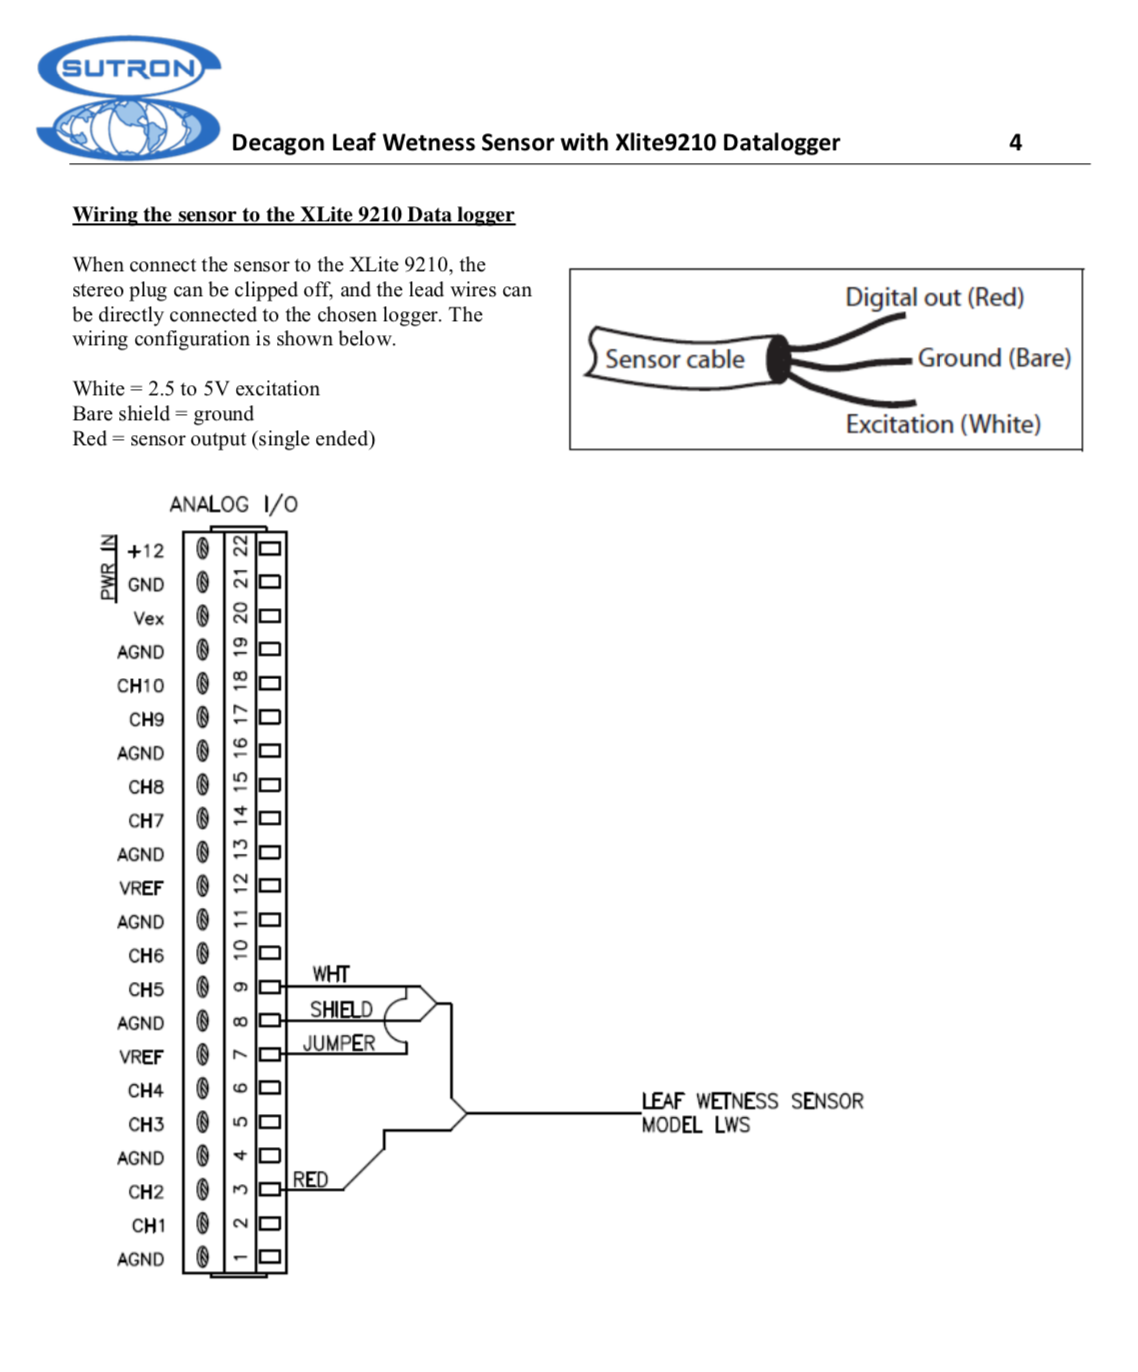 SUTRON
Decagon Leaf Wetness Sensor with Xlite9210 Datalogger 4
Wiring the sensor to the XLite 9210 Data logger
When connect the sensor to the XLite 9210, the
stereo plug can be clipped off, and the lead wires can
be directly connected to the chosen logger. The
wiring configuration is shown below.
White = 2.5 to 5V excitation
Bare shield = ground
Red = sensor output (single ended)
Digital out (Red)
Sensor cable
Ground (Bare)
Excitation (White)
ANALOG I/O
PWR IN
+12 22
GND 21
Vex 20
AGND 19
CH10 18
CH9 17
AGND 16
CH8 15
CH7 14
AGND 13
VREF 12
AGND 11
CH6 10
CH5 9 WHT
AGND 8 SHIELD
VREF 7 JUMPER
CH4 6
CH3 5
AGND 4
CH2 3 RED
CH1 2
AGND 1
LEAF WETNESS SENSOR
MODEL LWS